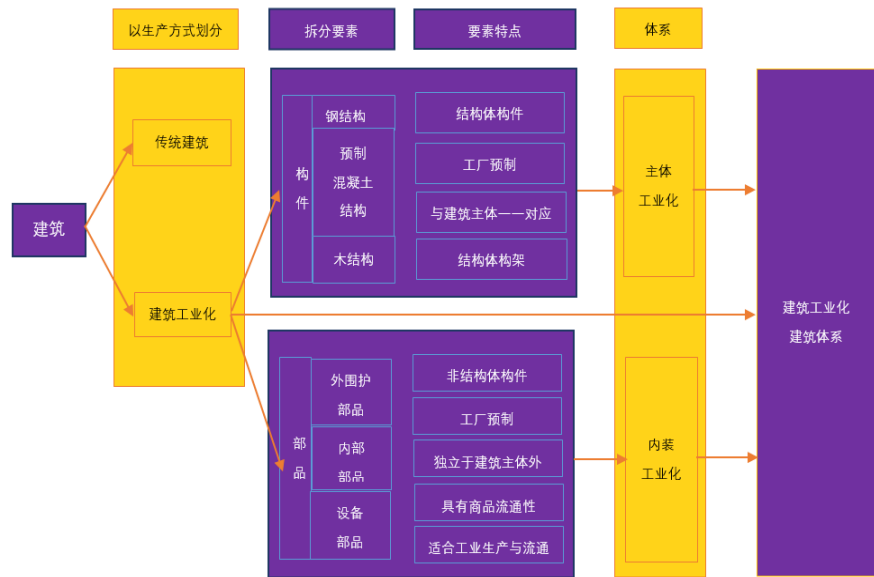 以生产方式划分
拆分要素
要素特点
体系
建筑
传统建筑
建筑工业化
构
件
钢结构
预制
混凝土
结构
木结构
结构体构件
工厂预制
与建筑主体一一对应
结构体构架
主体
工业化
部
品
外围护
部品
内部
部品
设备
部品
非结构体构件
工厂预制
独立于建筑主体外
具有商品流通性
适合工业生产与流通
内装
工业化
建筑工业化
建筑体系